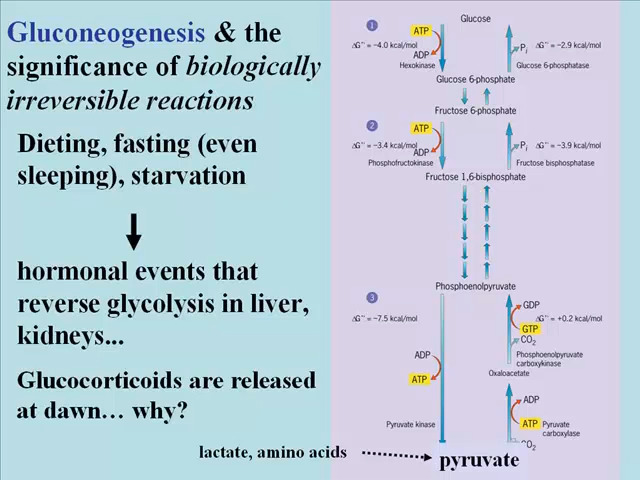 Gluconeogenesis & the
significance of biologically
irreversible reactions
Dieting, fasting (even
sleeping), starvation
hormonal events that
reverse glycolysis in liver,
kidneys...
Glucocorticoids are released
at dawn… why?
lactate, amino acids
pyruvate
1
Glucose
ATP
ΔG°' = –4.0 kcal/mol
ADP
Hexokinase
Pi
ΔG°' = –2.9 kcal/mol
Glucose 6-phosphatase
Glucose 6-phosphate
Fructose 6-phosphate
2
ATP
ΔG°' = –3.4 kcal/mol
ADP
Phosphofructokinase
Pi
ΔG°' = –3.9 kcal/mol
Fructose bisphosphatase
Fructose 1,6-bisphosphate
Phosphoenolpyruvate
3
ΔG°' = –7.5 kcal/mol
GDP
GTP
ΔG°' = +0.2 kcal/mol
CO2
Phosphoenolpyruvate
carboxykinase
Oxaloacetate
ADP
ATP
Pyruvate kinase
ADP
ATP
Pyruvate
carboxylase
CO2